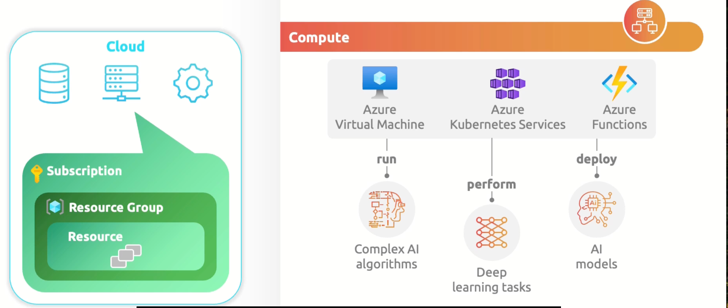 Cloud
Subscription
Resource Group
Resource
Compute
Azure
Virtual Machine
Azure
Kubernetes Services
Azure
Functions
run
perform
deploy
Complex AI
algorithms
Deep
learning tasks
AI
AI
models